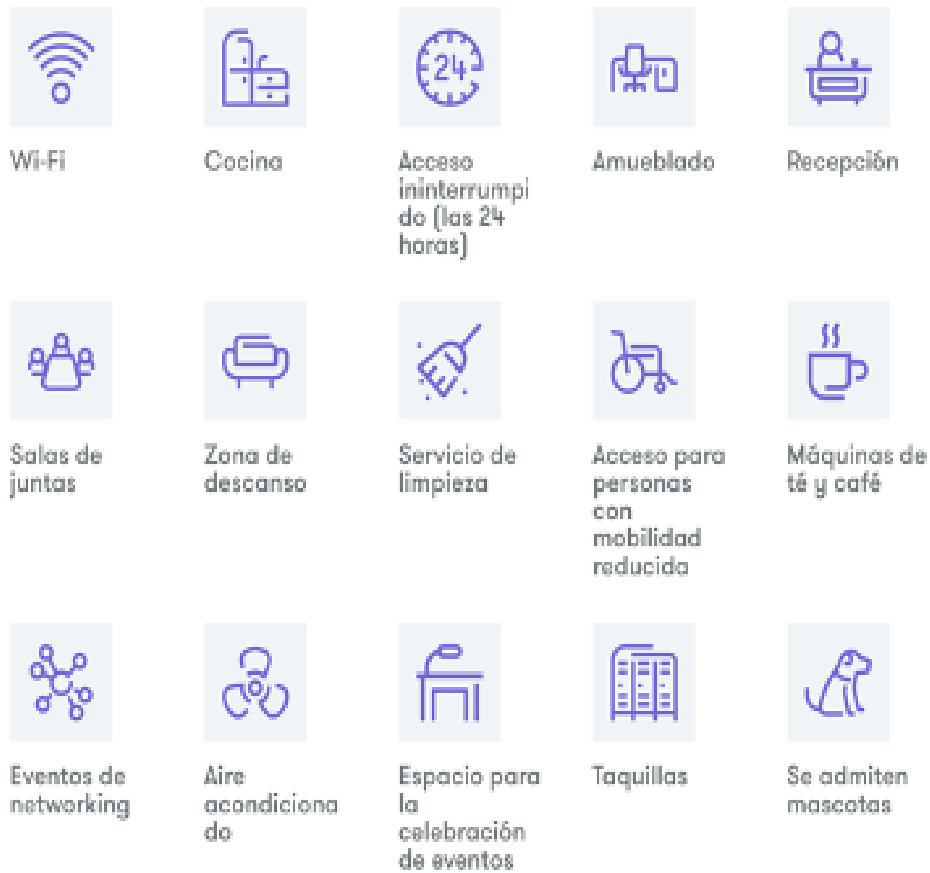 24
Wi-Fi
Cocina
Acceso
ininterrumpi
do (las 24
horas)
Amueblado
Recepción
Salas de
juntas
Zona de
descanso
Servicio de
limpieza
Acceso para
personas
con
mobilidad
reducida
Máquinas de
té y café
Eventos de
networking
Aire
acondiciona
do
Espacio para
la
celebración
de eventos
Taquillas
Se admiten
mascotas